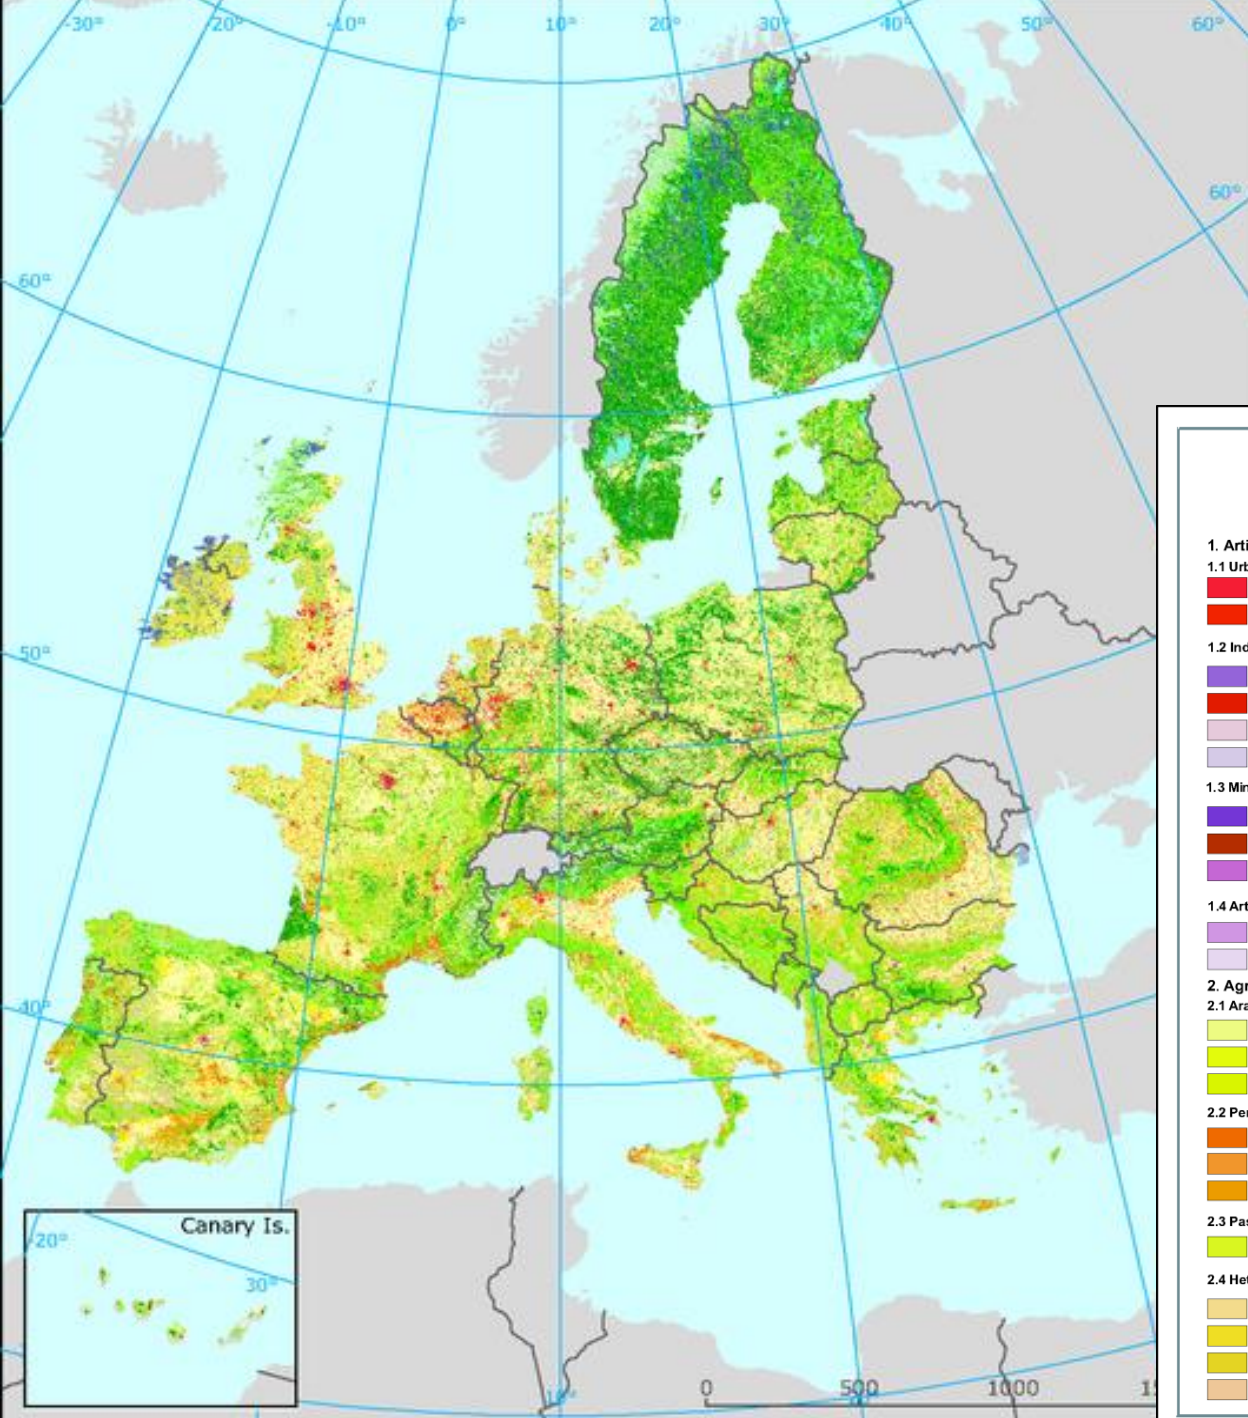 -30° 20° -10° 0° 10° 20° 30° 40° 50° 60°
60°
60°
50°
40°
Canary Is.
20°
30°
10°
0 500 1000 15
1. Arti
1.1 Urb
1.2 Ind
1.3 Min
1.4 Art
2. Agr
2.1 Ara
2.2 Per
2.3 Pas
2.4 Het